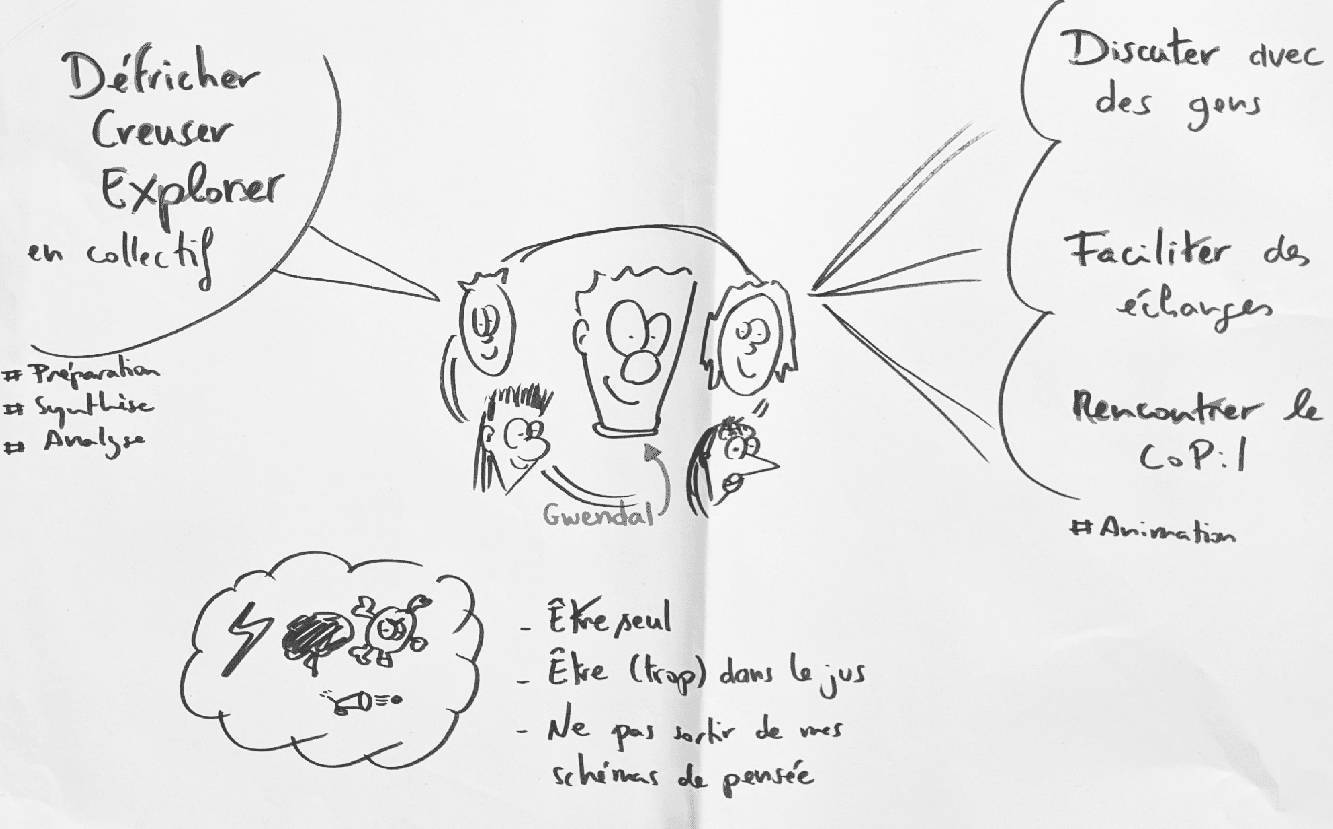 Défricher
Creuser
Explorer
en collectif
# Préparation
# Synthèse
# Analyse
Discuter avec
des gens
Faciliter des
échanges
Rencontrer le
CoPil
# Animation
Gwendal
- Être seul
- Être (trop) dans le jus
- Ne pas sortir de mes
schémas de pensée